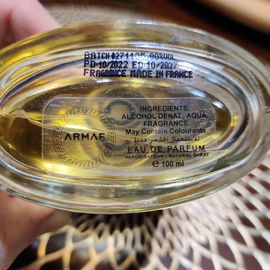 PD-10/2022 ED-10/2027
FRAGRANCE MADE IN FRANCE
ARMAF
INGREDIENTS:
ALCOHOL DENAT., AQUA,
FRAGRANCE
May Contain Colourants
EAU DE PARFUM
VAPORISATEUR - NATURAL SPRAY
e 100 ml